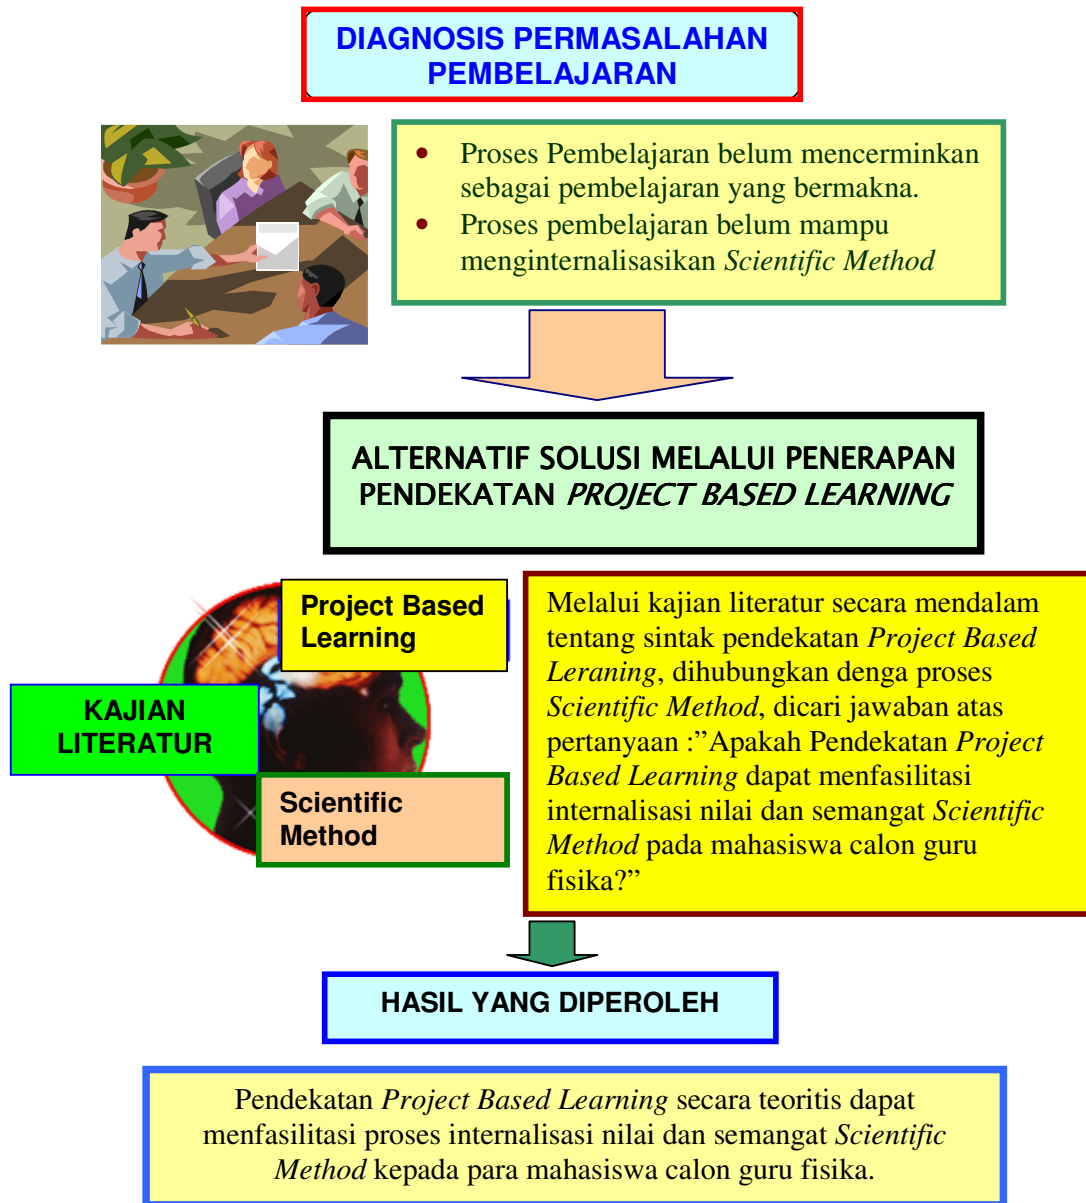 DIAGNOSIS PERMASALAHAN
PEMBELAJARAN
• Proses Pembelajaran belum mencerminkan
sebagai pembelajaran yang bermakna.
• Proses pembelajaran belum mampu
menginternalisasikan Scientific Method
ALTERNATIF SOLUSI MELALUI PENERAPAN
PENDEKATAN PROJECT BASED LEARNING
Project Based
Learning
KAJIAN
LITERATUR
Scientific
Method
Melalui kajian literatur secara mendalam
tentang sintak pendekatan Project Based
Leraning, dihubungkan denga proses
Scientific Method, dicari jawaban atas
pertanyaan :”Apakah Pendekatan Project
Based Learning dapat menfasilitasi
internalisasi nilai dan semangat Scientific
Method pada mahasiswa calon guru
fisika?”
HASIL YANG DIPEROLEH
Pendekatan Project Based Learning secara teoritis dapat
menfasilitasi proses internalisasi nilai dan semangat Scientific
Method kepada para mahasiswa calon guru fisika.